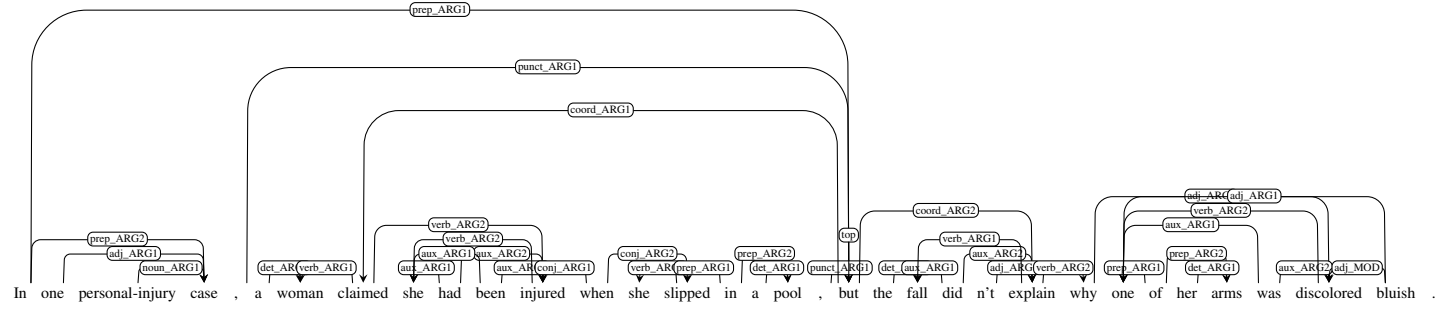 prep_ARG1
punct_ARG1
coord_ARG1
adj_ARG1
coord_ARG2 verb_ARG2
verb_ARG2 aux_ARG1
top
prep_ARG2 verb_ARG2 verb_ARG1
adj_ARG1 aux_ARG1 aux_ARG2 conj_ARG2 prep_ARG2 aux_ARG2 prep_ARG2
noun_ARG1 verb_ARG1 aux_ARG1 conj_ARG1 prep_ARG1 det_ARG1 punct_ARG1 aux_ARG1 verb_ARG2 prep_ARG1 det_ARG1 aux_ARG2 adj_MOD
In one personal-injury case , a woman claimed she had been injured when she slipped in a pool , but the fall did n't explain why one of her arms was discolored bluish .